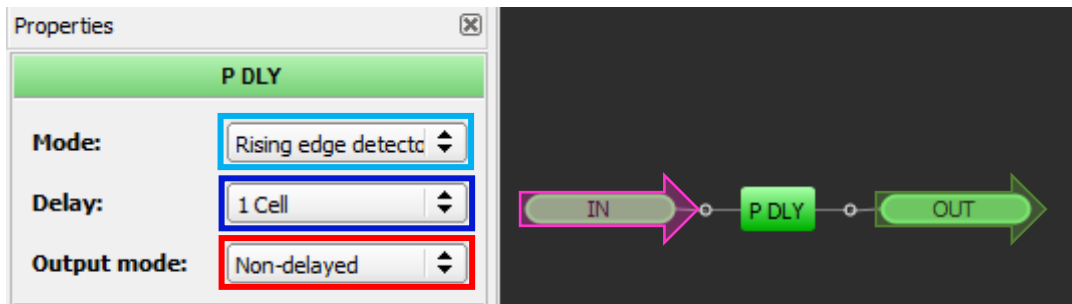 Properties
P DLY
Mode: Rising edge detecto
Delay: 1 Cell
Output mode: Non-delayed
IN P DLY OUT